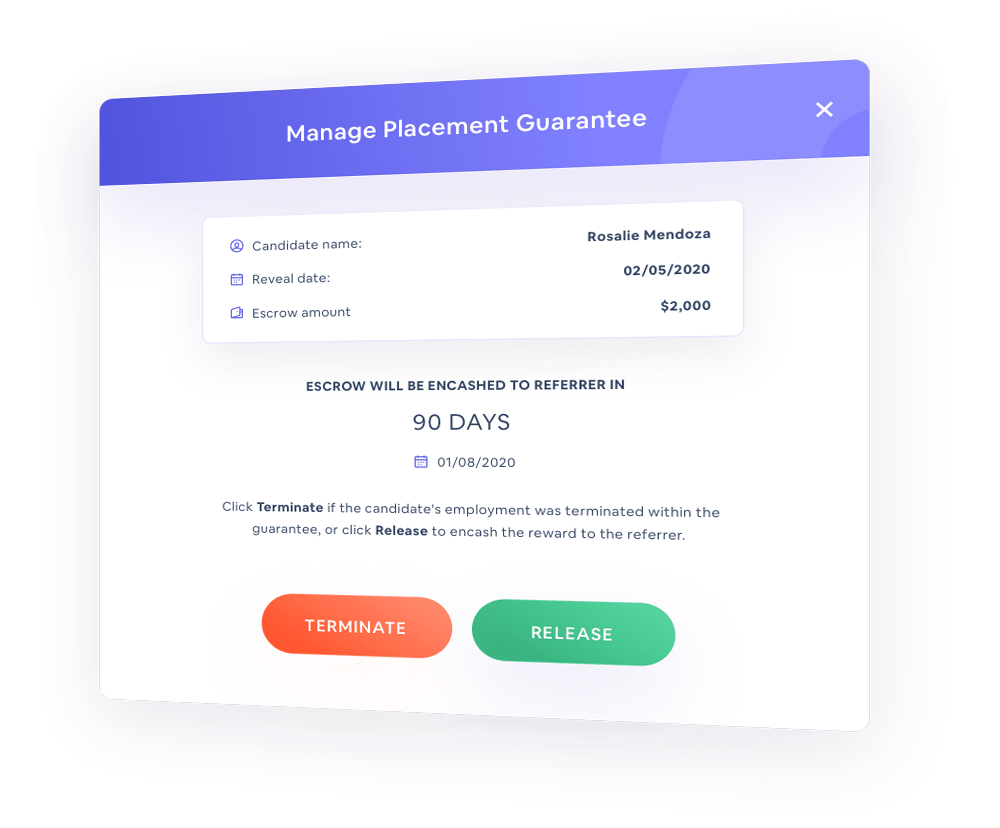 Manage Placement Guarantee
Candidate name: Rosalie Mendoza
Reveal date: 02/05/2020
Escrow amount $2,000
ESCROW WILL BE ENCASHED TO REFERRER IN
90 DAYS
01/08/2020
Click Terminate if the candidate's employment was terminated within the
guarantee, or click Release to encash the reward to the referrer.
TERMINATE RELEASE